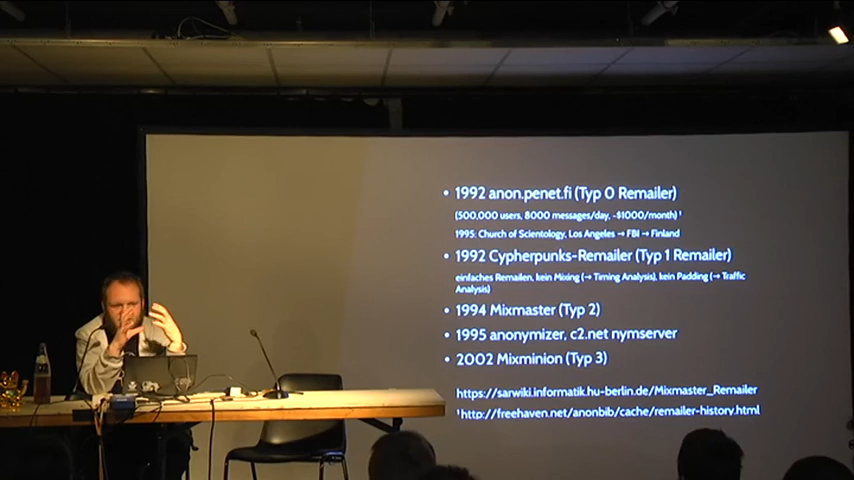 • 1992 anon.penet.fi (Typ 0 Remailer)
(500,000 users, 8000 messages/day, ~$1000/month) ¹
1995: Church of Scientology, Los Angeles → FBI → Finland
• 1992 Cypherpunks-Remailer (Typ 1 Remailer)
einfaches Remailen, kein Mixing (→ Timing Analysis), kein Padding (→ Traffic
Analysis)
• 1994 Mixmaster (Typ 2)
• 1995 anonymizer, c2.net nymserver
• 2002 Mixminion (Typ 3)
https://sarwiki.informatik.hu-berlin.de/Mixmaster_Remailer
¹http://freehaven.net/anonbib/cache/remailer-history.html